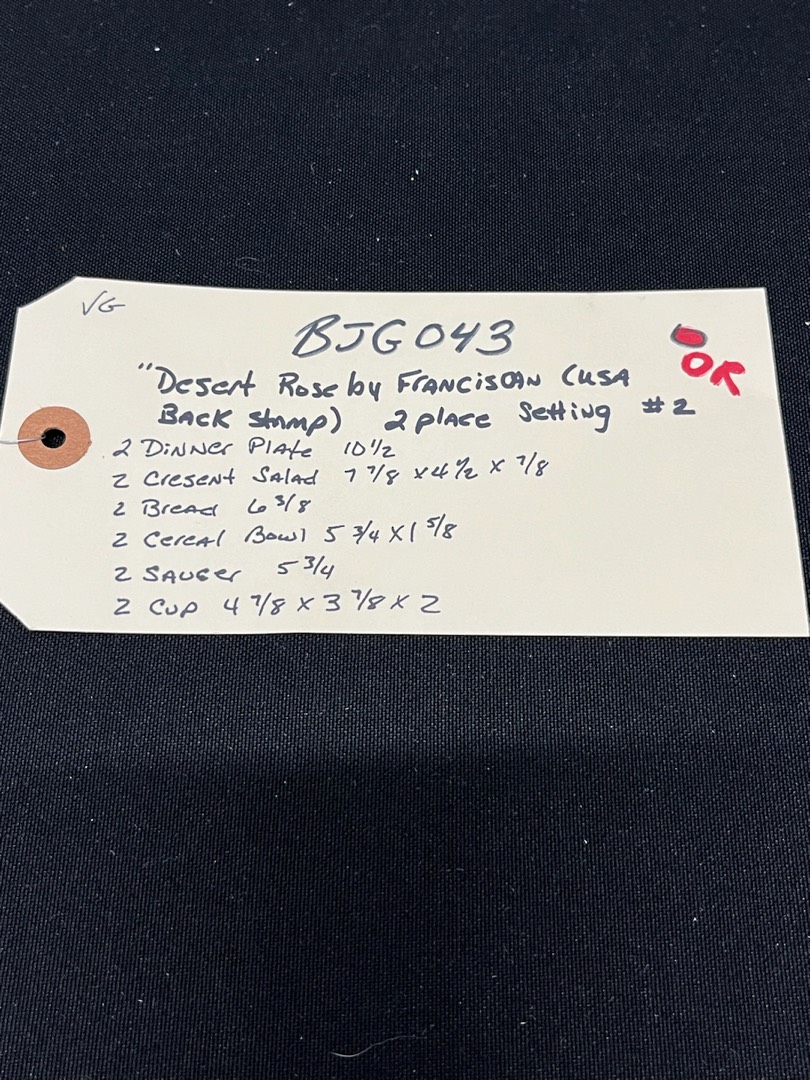 VG
BJG043
OR
"Desert Rose by Franciscan (USA
Back Stamp) 2 place Setting #2
2 Dinner Plate 10 1/2
2 Cresent Salad 7 7/8 x 4 1/2 x 7/8
2 Bread 6 3/8
2 Cereal Bowl 5 3/4 x 1 5/8
2 Saucer 5 3/4
2 Cup 4 7/8 x 3 7/8 x 2